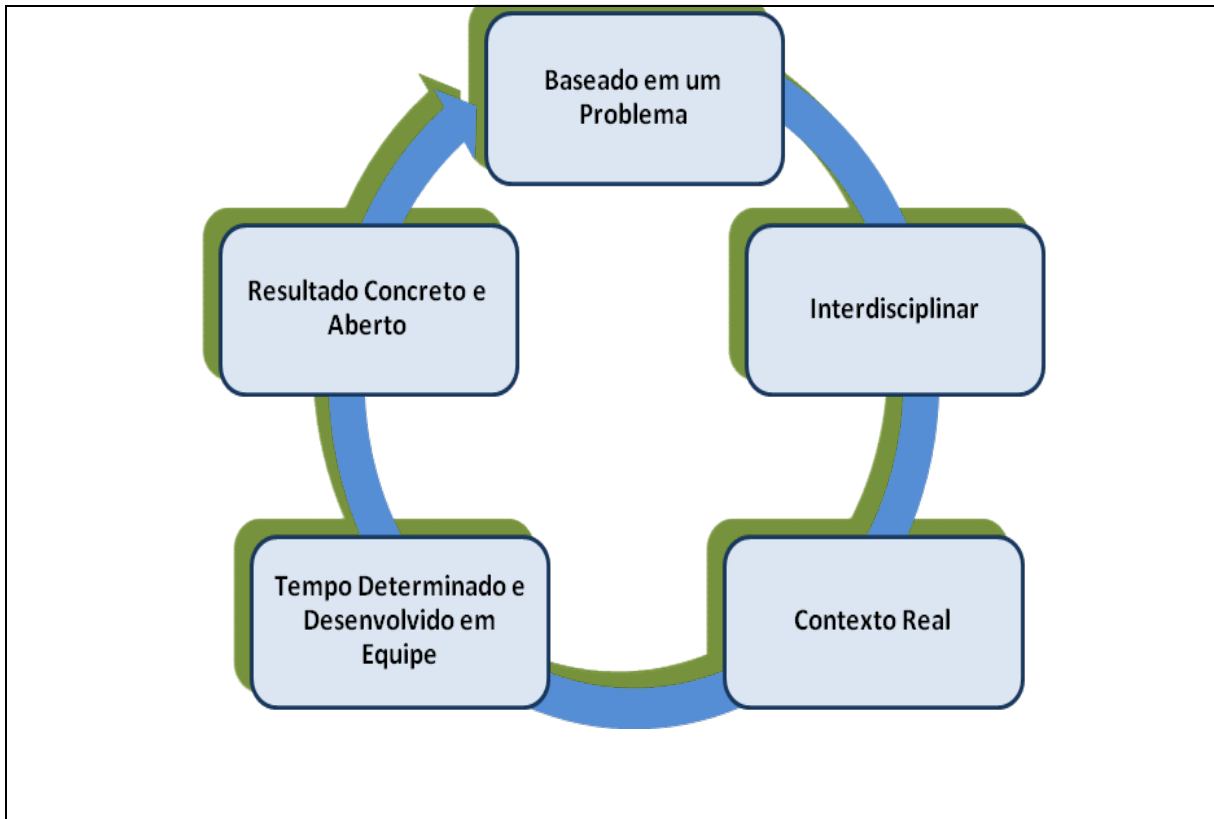 Baseado em um
Problema
Interdisciplinar
Contexto Real
Tempo Determinado e
Desenvolvido em
Equipe
Resultado Concreto e
Aberto